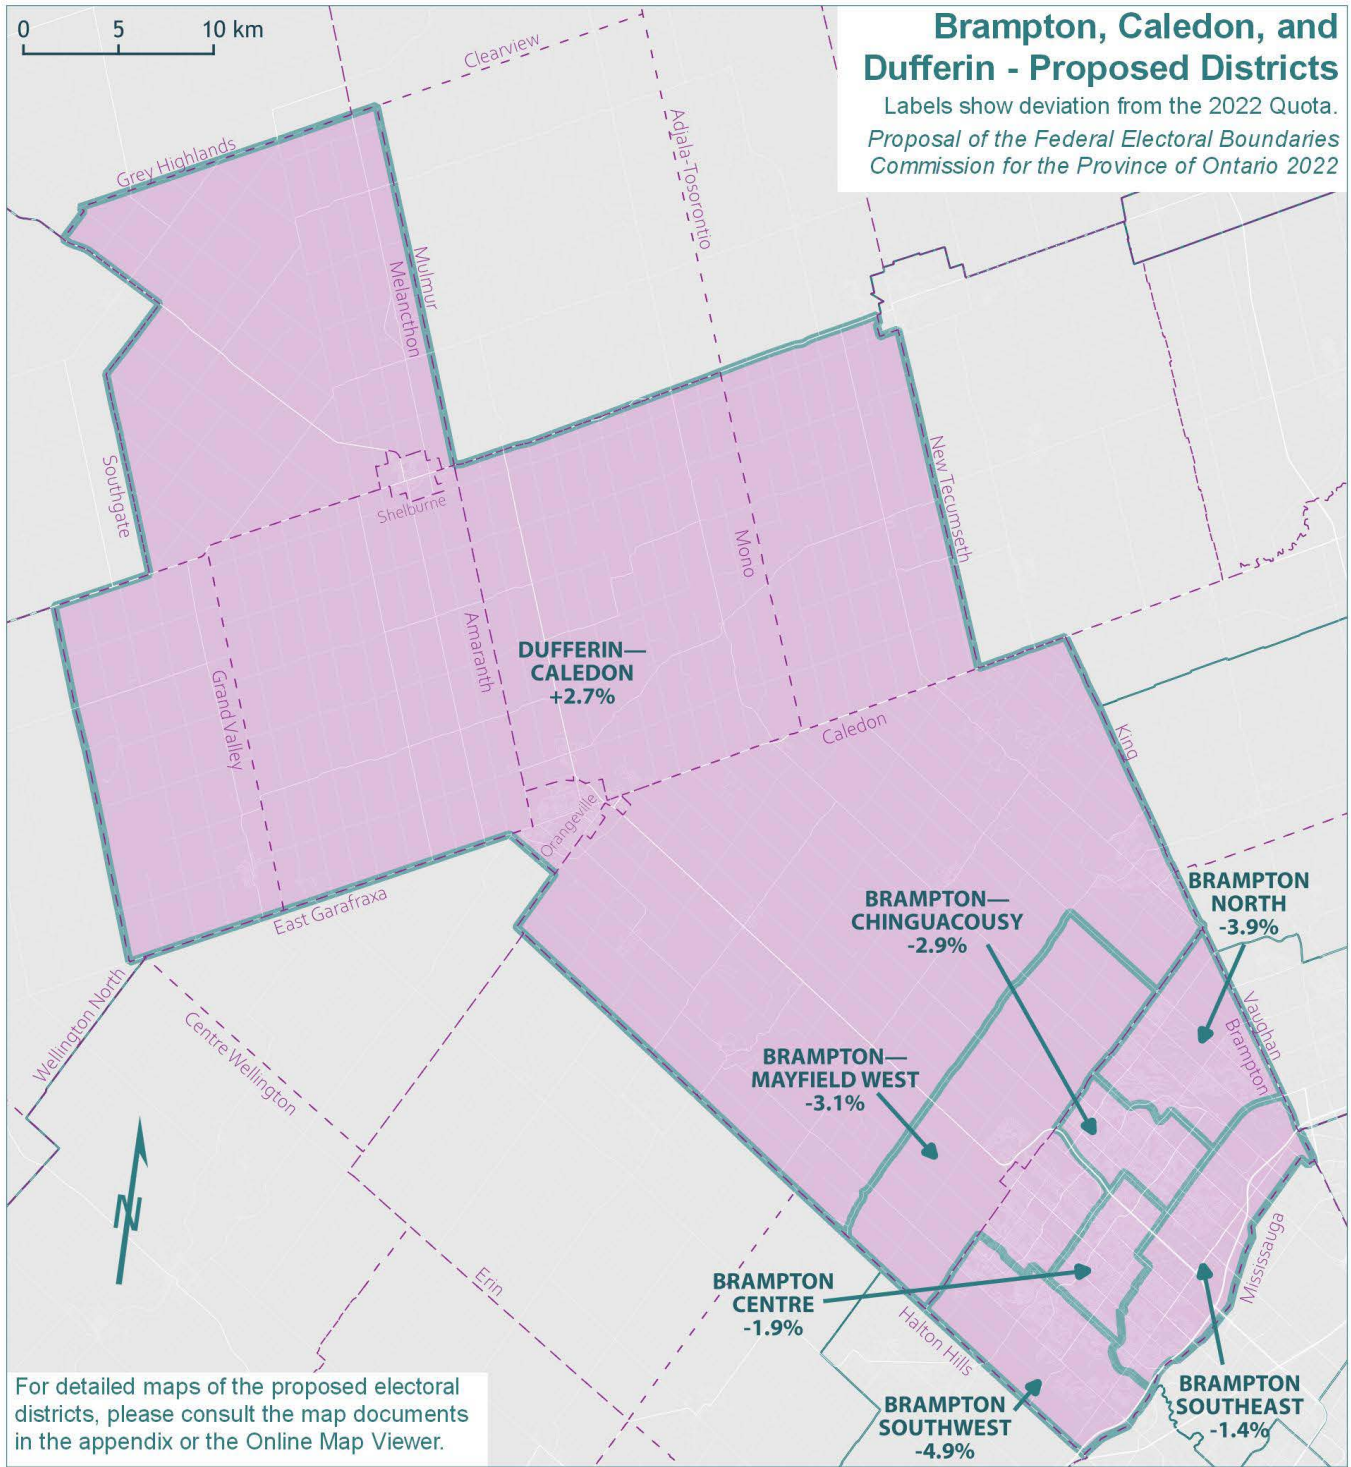 0 5 10 km
Brampton, Caledon, and
Dufferin - Proposed Districts
Labels show deviation from the 2022 Quota.
Proposal of the Federal Electoral Boundaries
Commission for the Province of Ontario 2022
Clearview
Grey Highlands
Adjala-Tosorontio
Mulmur
Melancthon
Southgate
Shelburne
New Tecumseth
Mono
Amaranth
Grand Valley
DUFFERIN—
CALEDON
+2.7%
Caledon
King
Orangeville
East Garafraxa
BRAMPTON
NORTH
-3.9%
BRAMPTON—
CHINGUACOUSY
-2.9%
Wellington North
Centre Wellington
Vaughan
Brampton
BRAMPTON—
MAYFIELD WEST
-3.1%
N
Mississauga
Erin
BRAMPTON
CENTRE
-1.9%
Halton Hills
BRAMPTON
SOUTHWEST
-4.9%
BRAMPTON
SOUTHEAST
-1.4%
For detailed maps of the proposed electoral
districts, please consult the map documents
in the appendix or the Online Map Viewer.